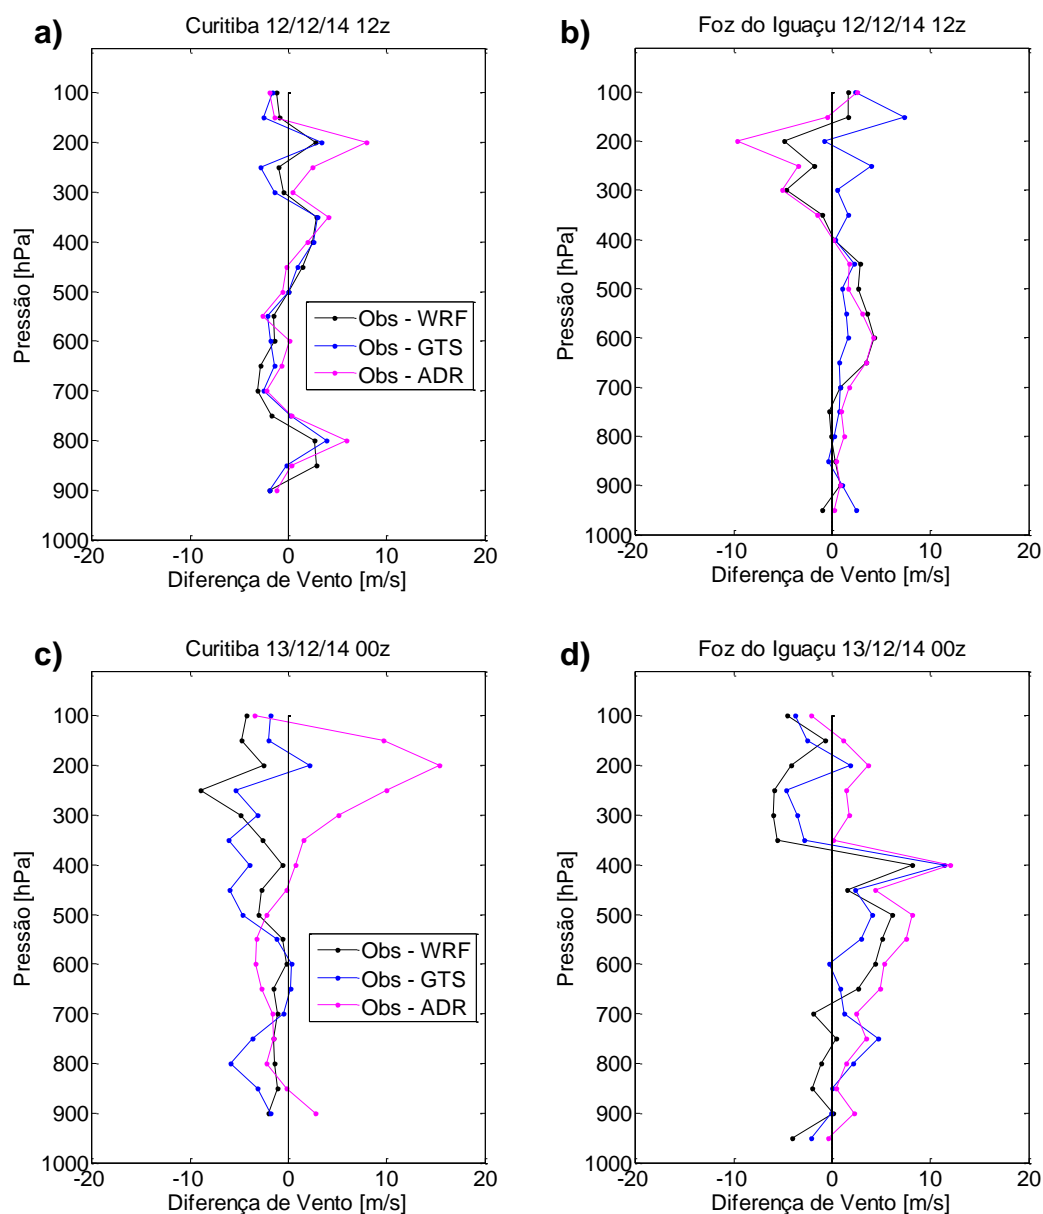 a)
Curitiba 12/12/14 12z
100
200
300
400
500
600
700
800
900
1000
Pressão [hPa]
-20
-10
0
10
20
Diferença de Vento [m/s]
Obs - WRF
Obs - GTS
Obs - ADR
b)
Foz do Iguaçu 12/12/14 12z
100
200
300
400
500
600
700
800
900
1000
Pressão [hPa]
-20
-10
0
10
20
Diferença de Vento [m/s]
c)
Curitiba 13/12/14 00z
100
200
300
400
500
600
700
800
900
1000
Pressão [hPa]
-20
-10
0
10
20
Diferença de Vento [m/s]
Obs - WRF
Obs - GTS
Obs - ADR
d)
Foz do Iguaçu 13/12/14 00z
100
200
300
400
500
600
700
800
900
1000
Pressão [hPa]
-20
-10
0
10
20
Diferença de Vento [m/s]